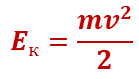 Eк = mv²/2